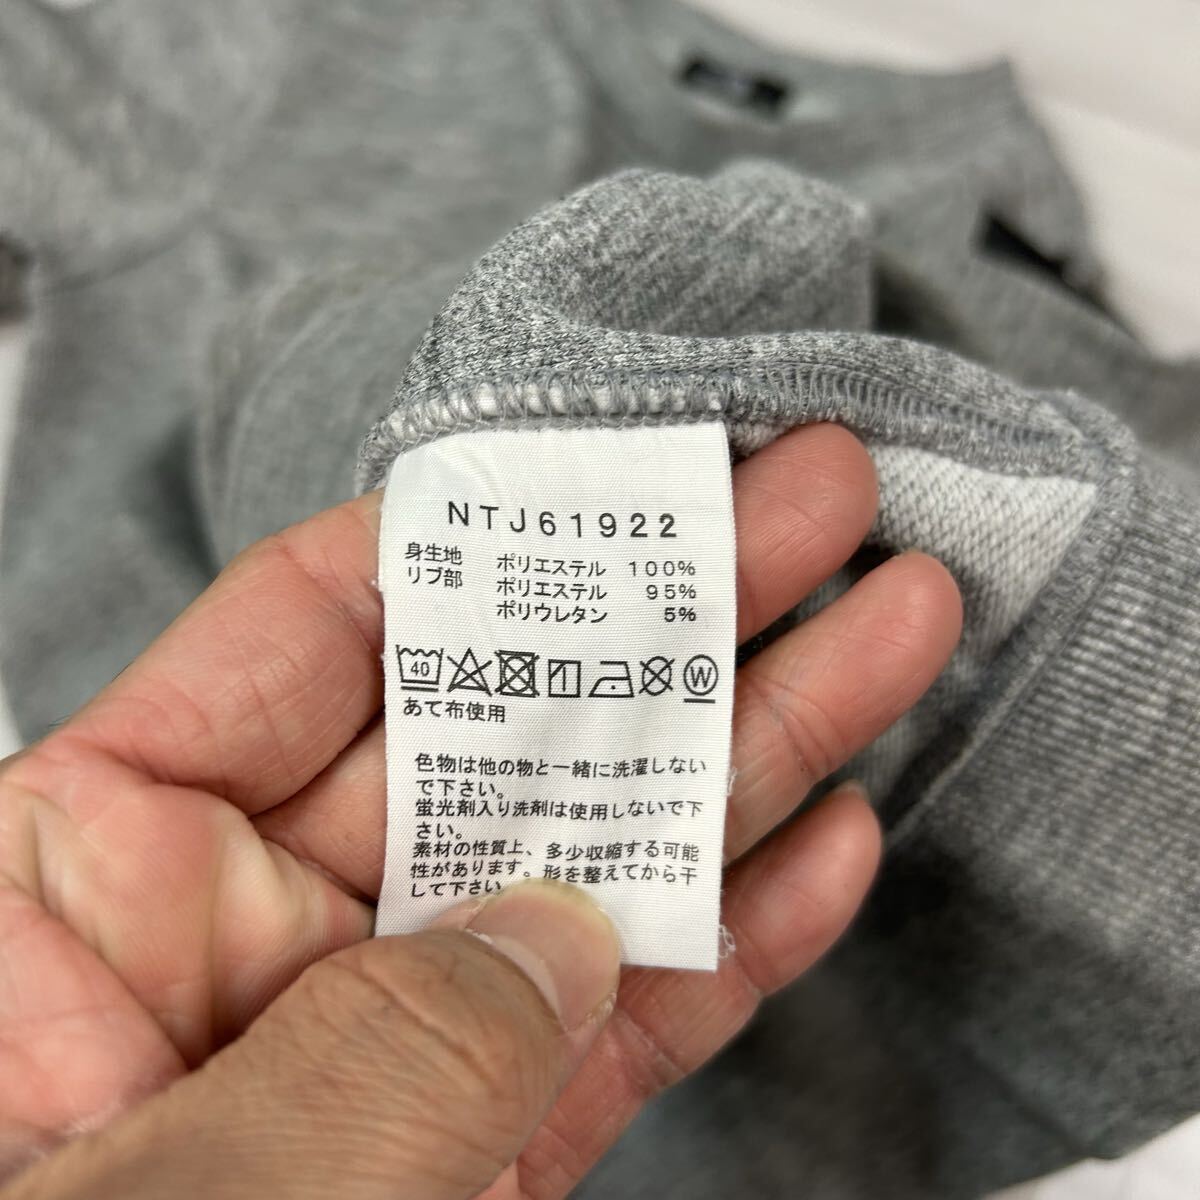 NTJ61922
身生地 ポリエステル 100%
リブ部 ポリエステル 95%
ポリウレタン 5%
40 W
あて布使用
色物は他の物と一緒に洗濯しない
で下さい。
蛍光剤入り洗剤は使用しないで下
さい。
素材の性質上、多少収縮する可能
性があります。形を整えてから干
して下さい。